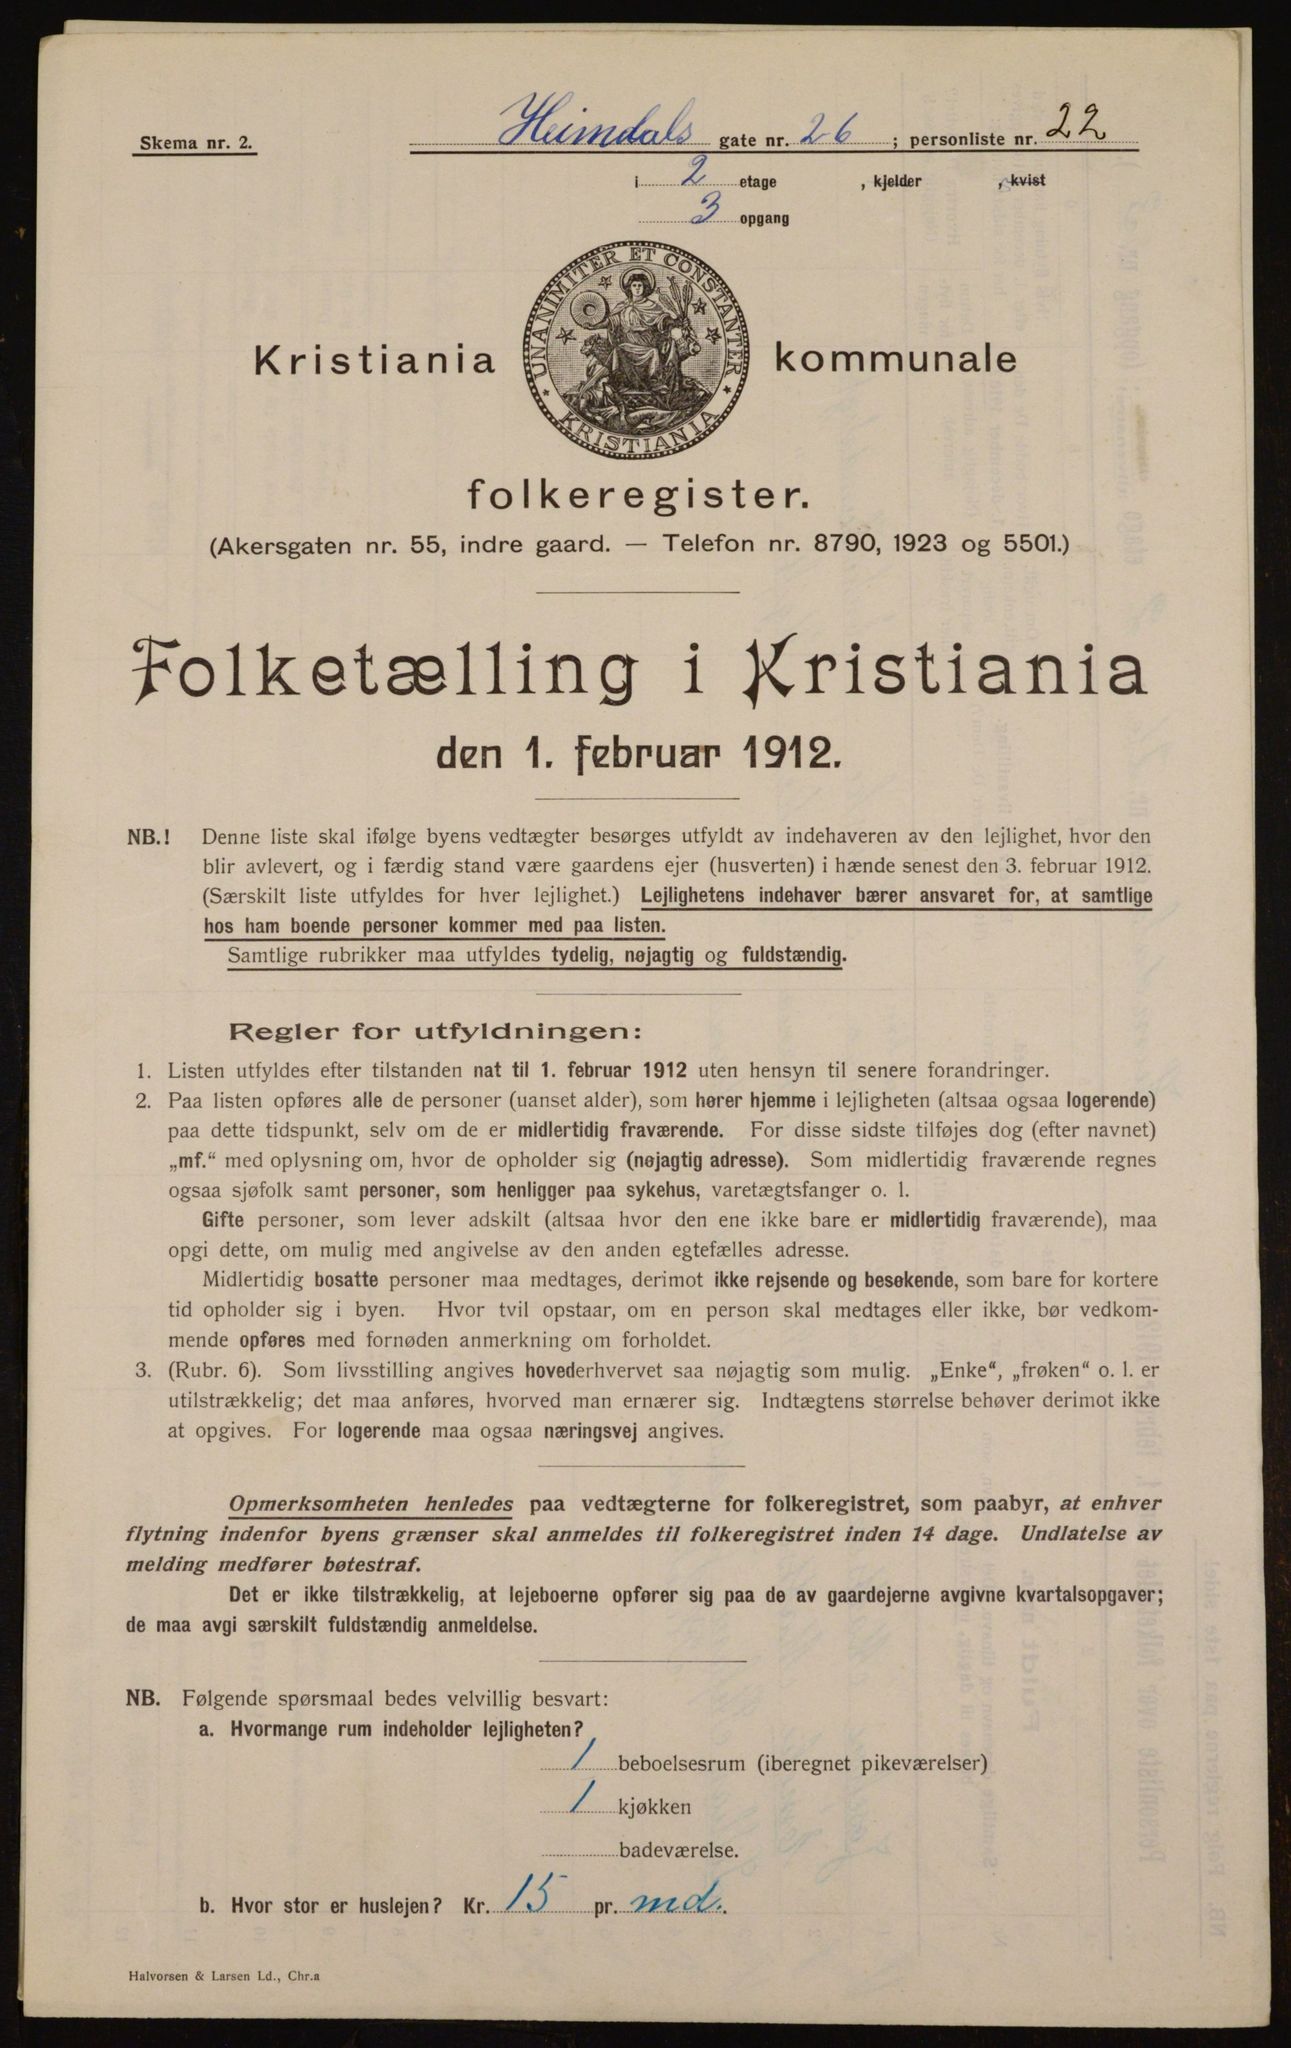 Skema nr. 2.
Heimdals gate nr. 26 ; personliste nr. 22
i 2 etage , kjelder , kvist
3 opgang
UNANIMITER ET CONSTANTER
KRISTIANIA
Kristiania kommunale
folkeregister.
(Akersgaten nr. 55, indre gaard. — Telefon nr. 8790, 1923 og 5501.)
Folketælling i Kristiania
den 1. februar 1912.
NB.! Denne liste skal ifølge byens vedtægter besørges utfyldt av indehaveren av den lejlighet, hvor den
blir avlevert, og i færdig stand være gaardens ejer (husverten) i hænde senest den 3. februar 1912.
(Særskilt liste utfyldes for hver lejlighet.) Lejlighetens indehaver bærer ansvaret for, at samtlige
hos ham boende personer kommer med paa listen.
Samtlige rubrikker maa utfyldes tydelig, nøjagtig og fuldstændig.
Regler for utfyldningen:
1. Listen utfyldes efter tilstanden nat til 1. februar 1912 uten hensyn til senere forandringer.
2. Paa listen opføres alle de personer (uanset alder), som hører hjemme i lejligheten (altsaa ogsaa logerende)
paa dette tidspunkt, selv om de er midlertidig fraværende. For disse sidste tilføjes dog (efter navnet)
„mf.“ med oplysning om, hvor de opholder sig (nøjagtig adresse). Som midlertidig fraværende regnes
ogsaa sjøfolk samt personer, som henligger paa sykehus, varetægtsfanger o. l.
Gifte personer, som lever adskilt (altsaa hvor den ene ikke bare er midlertidig fraværende), maa
opgi dette, om mulig med angivelse av den anden egtefælles adresse.
Midlertidig bosatte personer maa medtages, derimot ikke rejsende og besøkende, som bare for kortere
tid opholder sig i byen. Hvor tvil opstaar, om en person skal medtages eller ikke, bør vedkom-
mende opføres med fornøden anmerkning om forholdet.
3. (Rubr. 6). Som livsstilling angives hovederhvervet saa nøjagtig som mulig. „Enke“, „frøken“ o. l. er
utilstrækkelig; det maa anføres, hvorved man ernærer sig. Indtægtens størrelse behøver derimot ikke
at opgives. For logerende maa ogsaa næringsvej angives.
Opmerksomheten henledes paa vedtægterne for folkeregistret, som paabyr, at enhver
flytning indenfor byens grænser skal anmeldes til folkeregistret inden 14 dage. Undlatelse av
melding medfører bøtestraf.
Det er ikke tilstrækkelig, at lejeboerne opfører sig paa de av gaardejerne avgivne kvartalsopgaver;
de maa avgi særskilt fuldstændig anmeldelse.
NB. Følgende spørsmaal bedes velvillig besvart:
a. Hvormange rum indeholder lejligheten?
1 beboelsesrum (iberegnet pikeværelser)
1 kjøkken
badeværelse.
b. Hvor stor er huslejen? Kr. 15 pr. md.
Halvorsen & Larsen Ld., Chr.a